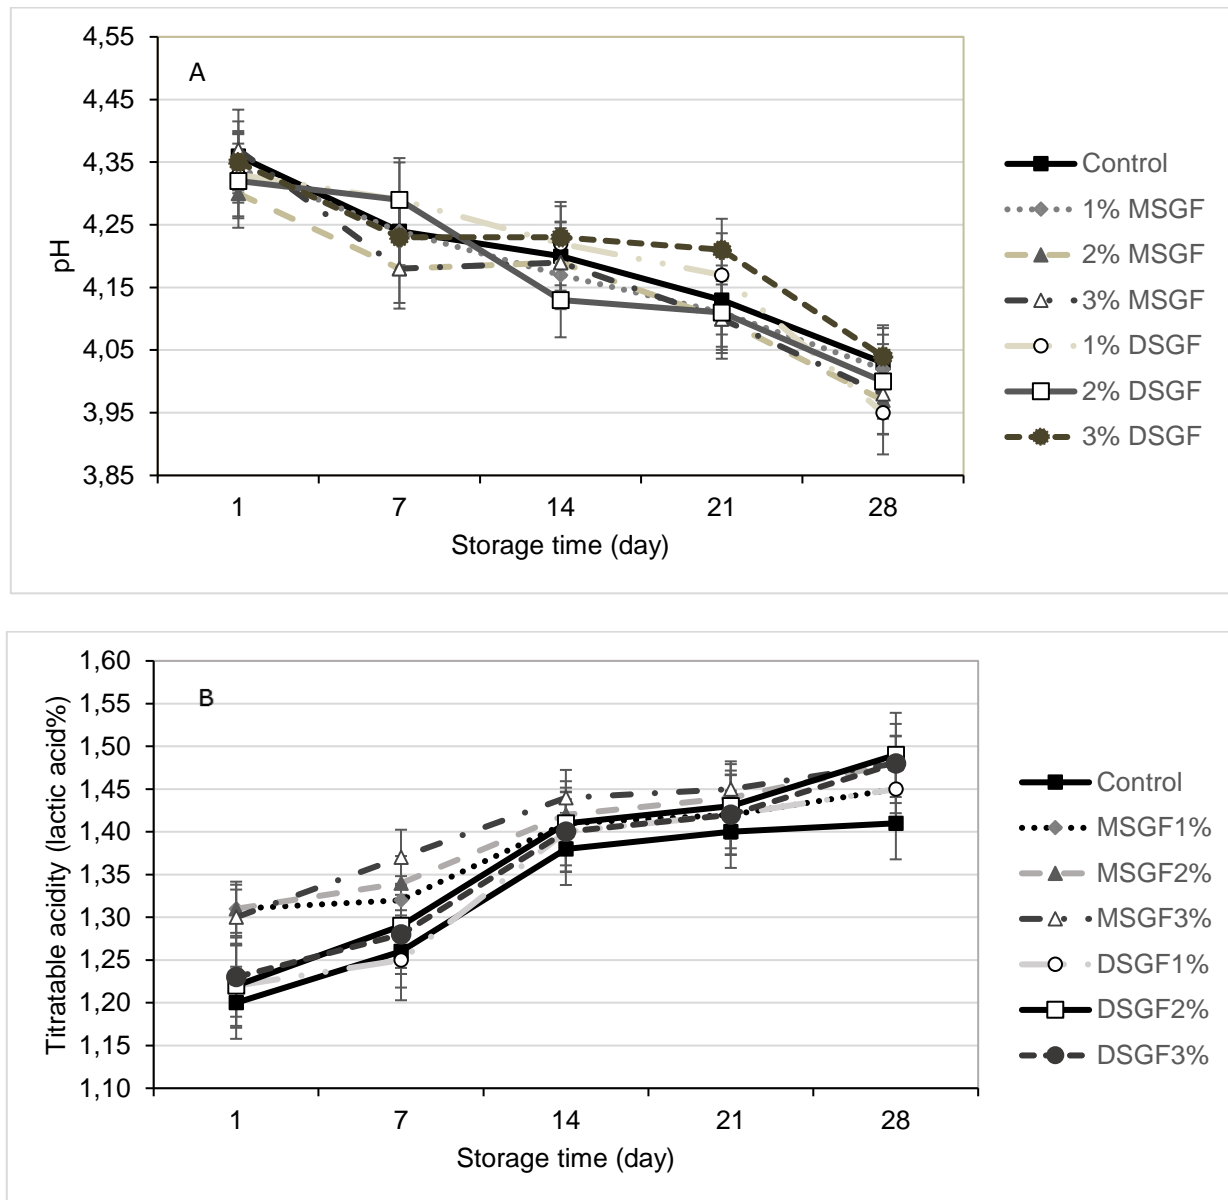 4,55
4,45
4,35
4,25
4,15
4,05
3,95
3,85
pH
A
1
7
14
21
28
Storage time (day)
Control
1% MSGF
2% MSGF
3% MSGF
1% DSGF
2% DSGF
3% DSGF
1,60
1,55
1,50
1,45
1,40
1,35
1,30
1,25
1,20
1,15
1,10
Titratable acidity (lactic acid%)
B
1
7
14
21
28
Storage time (day)
Control
MSGF1%
MSGF2%
MSGF3%
DSGF1%
DSGF2%
DSGF3%